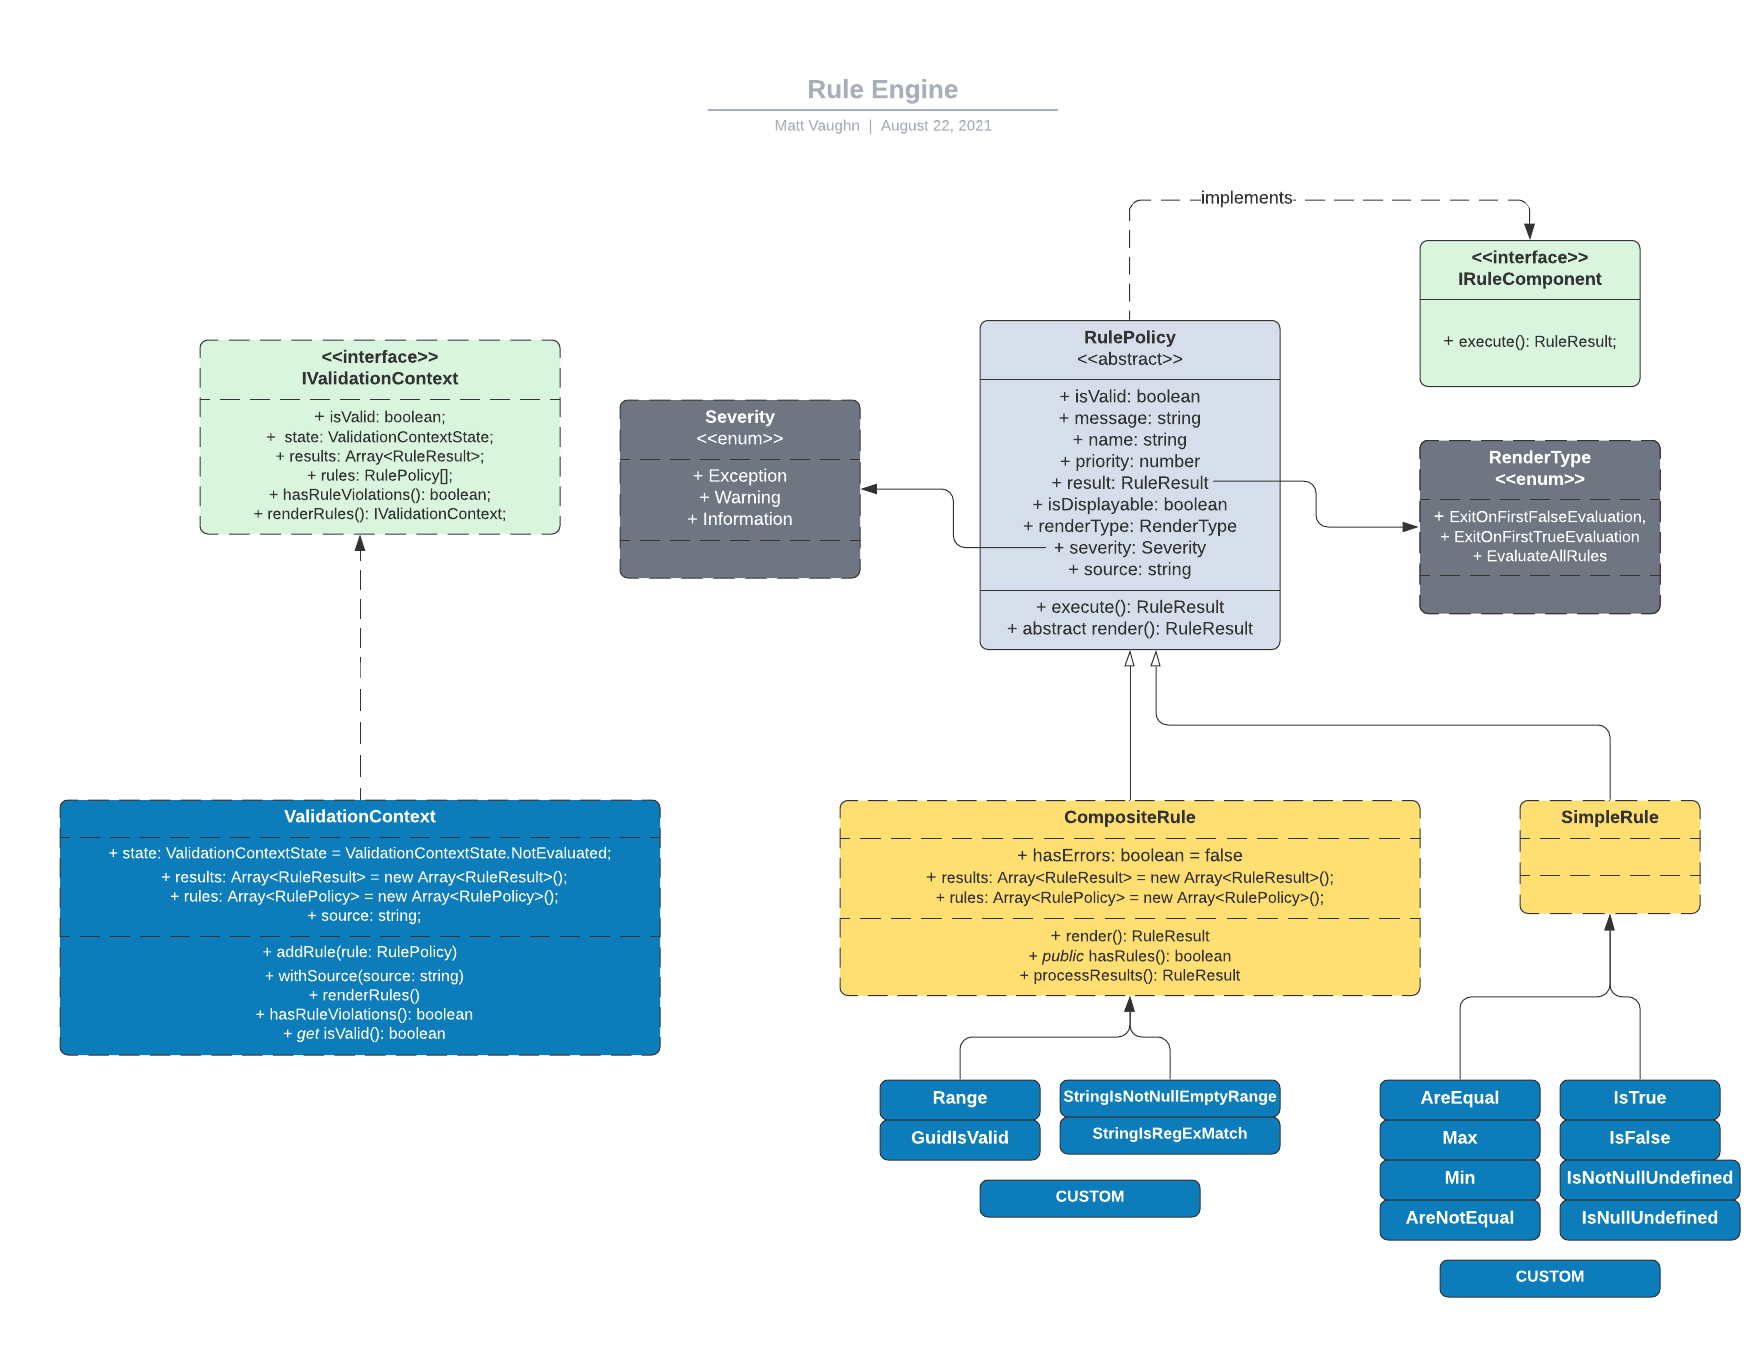 Rule Engine
Matt Vaughn | August 22, 2021
implements
<<interface>>
IRuleComponent
+ execute(): RuleResult;
<<interface>>
IValidationContext
+ isValid: boolean;
+ state: ValidationContextState;
+ results: Array<RuleResult>;
+ rules: RulePolicy[];
+ hasRuleViolations(): boolean;
+ renderRules(): IValidationContext;
Severity
<<enum>>
+ Exception
+ Warning
+ Information
RulePolicy
<<abstract>>
+ isValid: boolean
+ message: string
+ name: string
+ priority: number
+ result: RuleResult
+ isDisplayable: boolean
+ renderType: RenderType
+ severity: Severity
+ source: string
+ execute(): RuleResult
+ abstract render(): RuleResult
RenderType
<<enum>>
+ ExitOnFirstFalseEvaluation,
+ ExitOnFirstTrueEvaluation
+ EvaluateAllRules
ValidationContext
+ state: ValidationContextState = ValidationContextState.NotEvaluated;
+ results: Array<RuleResult> = new Array<RuleResult>();
+ rules: Array<RulePolicy> = new Array<RulePolicy>();
+ source: string;
+ addRule(rule: RulePolicy)
+ withSource(source: string)
+ renderRules()
+ hasRuleViolations(): boolean
+ get isValid(): boolean
CompositeRule
+ hasErrors: boolean = false
+ results: Array<RuleResult> = new Array<RuleResult>();
+ rules: Array<RulePolicy> = new Array<RulePolicy>();
+ render(): RuleResult
+ public hasRules(): boolean
+ processResults(): RuleResult
SimpleRule
Range
GuidIsValid
StringIsNotNullEmptyRange
StringIsRegExMatch
CUSTOM
AreEqual
Max
Min
AreNotEqual
IsTrue
IsFalse
IsNotNullUndefined
IsNullUndefined
CUSTOM